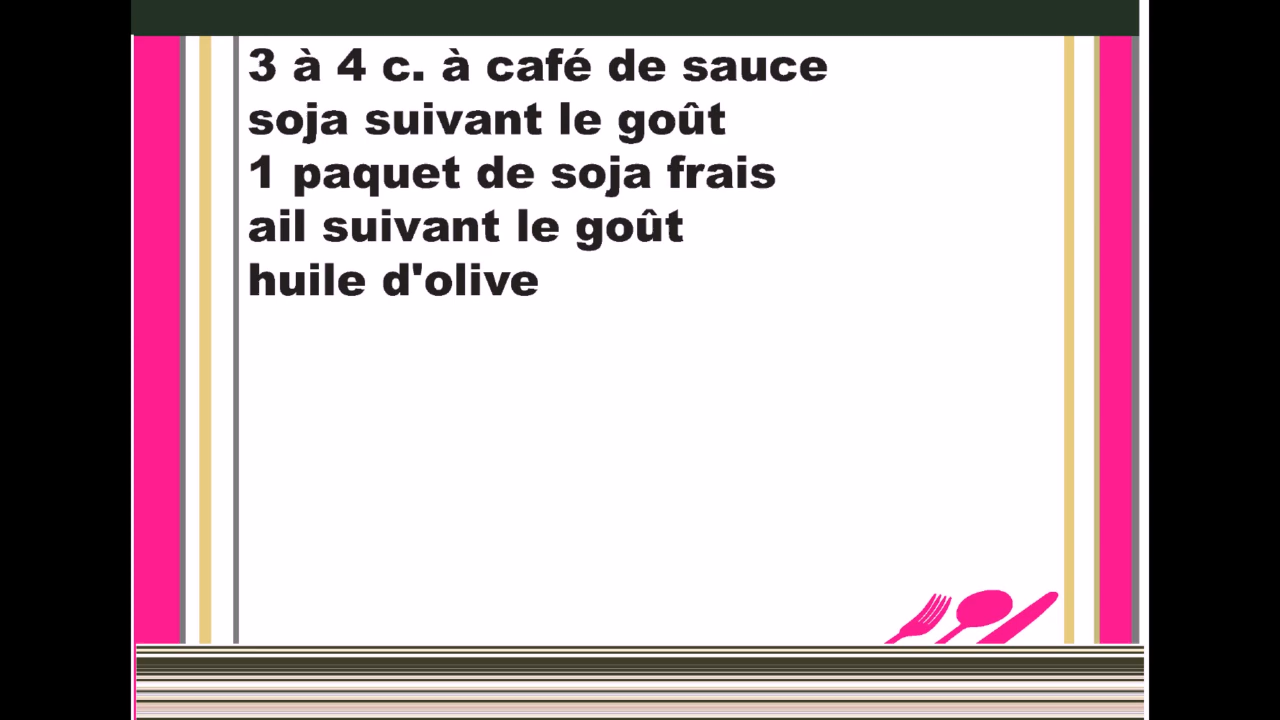 3 à 4 c. à café de sauce
soja suivant le goût
1 paquet de soja frais
ail suivant le goût
huile d'olive